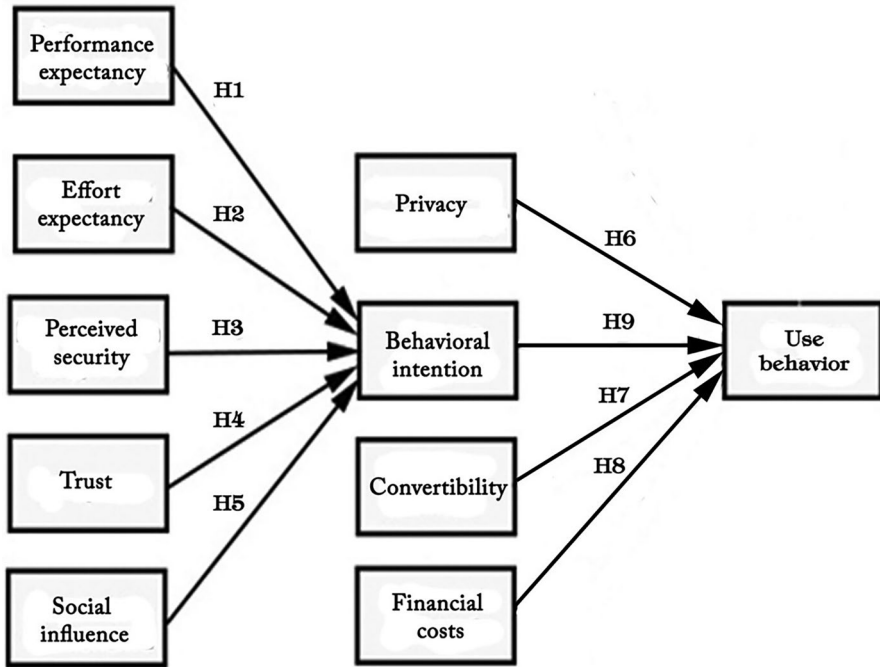 Performance
expectancy
H1
Effort
expectancy
H2
Perceived
security
H3
Trust
H4
Social
influence
H5
Privacy
H6
Behavioral
intention
H9
Convertibility
H7
Financial
costs
H8
Use
behavior